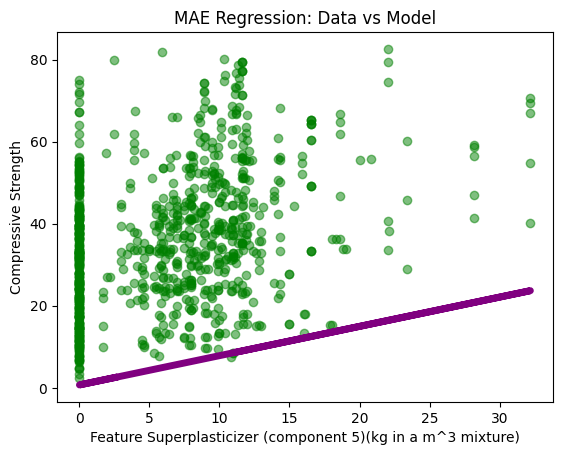 MAE Regression: Data vs Model
Compressive Strength
80
60
40
20
0
0 5 10 15 20 25 30
Feature Superplasticizer (component 5)(kg in a m^3 mixture)